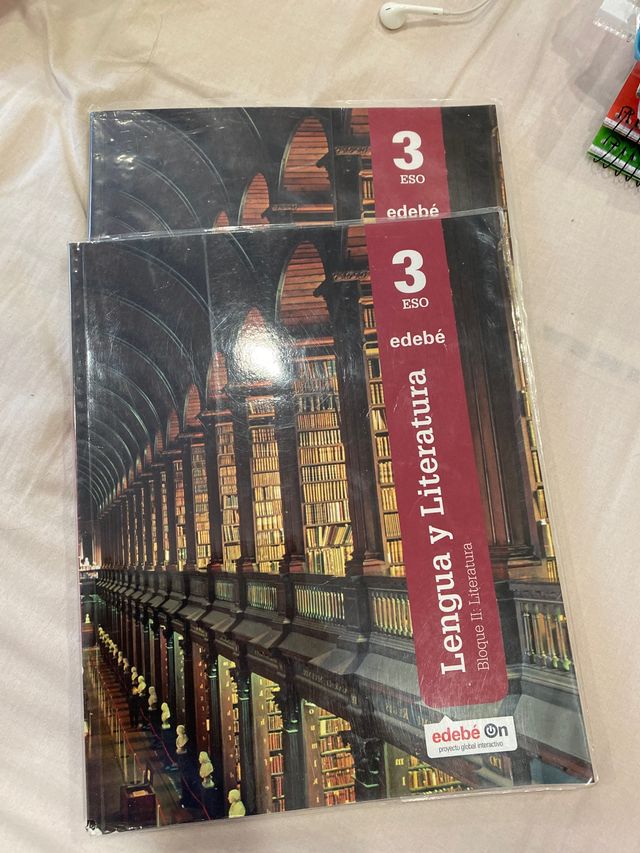 3
ESO
edebé
3
ESO
edebé
Lengua y Literatura
Bloque II: Literatura
edebé On
proyecto global interactivo